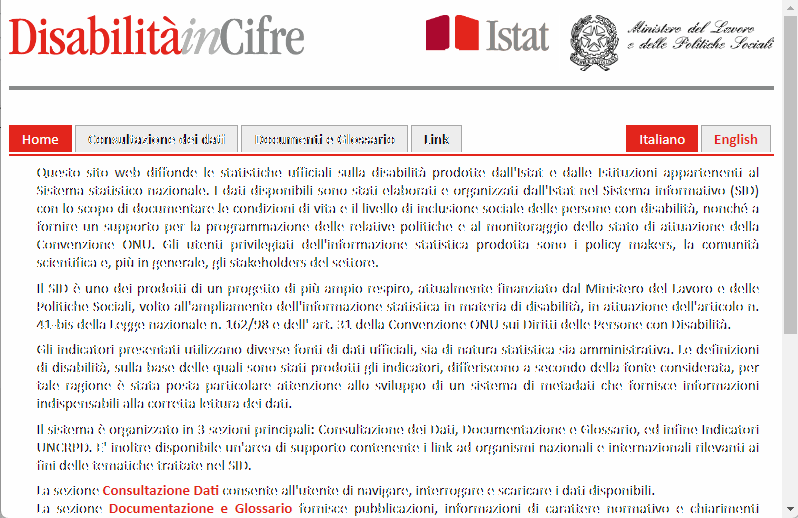 DisabilitàinCifre
Istat
Ministero del Lavoro
e delle Politiche Sociali
Home Consultazione dei dati Documenti e Glossario Link Italiano English
Questo sito web diffonde le statistiche ufficiali sulla disabilità prodotte dall'Istat e dalle Istituzioni appartenenti al
Sistema statistico nazionale. I dati disponibili sono stati elaborati e organizzati dall'Istat nel Sistema informativo (SID)
con lo scopo di documentare le condizioni di vita e il livello di inclusione sociale delle persone con disabilità, nonché a
fornire un supporto per la programmazione delle relative politiche e al monitoraggio dello stato di attuazione della
Convenzione ONU. Gli utenti privilegiati dell'informazione statistica prodotta sono i policy makers, la comunità
scientifica e, più in generale, gli stakeholders del settore.
Il SID è uno dei prodotti di un progetto di più ampio respiro, attualmente finanziato dal Ministero del Lavoro e delle
Politiche Sociali, volto all'ampliamento dell'informazione statistica in materia di disabilità, in attuazione dell'articolo n.
41-bis della Legge nazionale n. 162/98 e dell' art. 31 della Convenzione ONU sui Diritti delle Persone con Disabilità.
Gli indicatori presentati utilizzano diverse fonti di dati ufficiali, sia di natura statistica sia amministrativa. Le definizioni
di disabilità, sulla base delle quali sono stati prodotti gli indicatori, differiscono a secondo della fonte considerata, per
tale ragione è stata posta particolare attenzione allo sviluppo di un sistema di metadati che fornisce informazioni
indispensabili alla corretta lettura dei dati.
Il sistema è organizzato in 3 sezioni principali: Consultazione dei Dati, Documentazione e Glossario, ed infine Indicatori
UNCRPD. E' inoltre disponibile un'area di supporto contenente i link ad organismi nazionali e internazionali rilevanti ai
fini delle tematiche trattate nel SID.
La sezione Consultazione Dati consente all'utente di navigare, interrogare e scaricare i dati disponibili.
La sezione Documentazione e Glossario fornisce pubblicazioni, informazioni di carattere normativo e chiarimenti